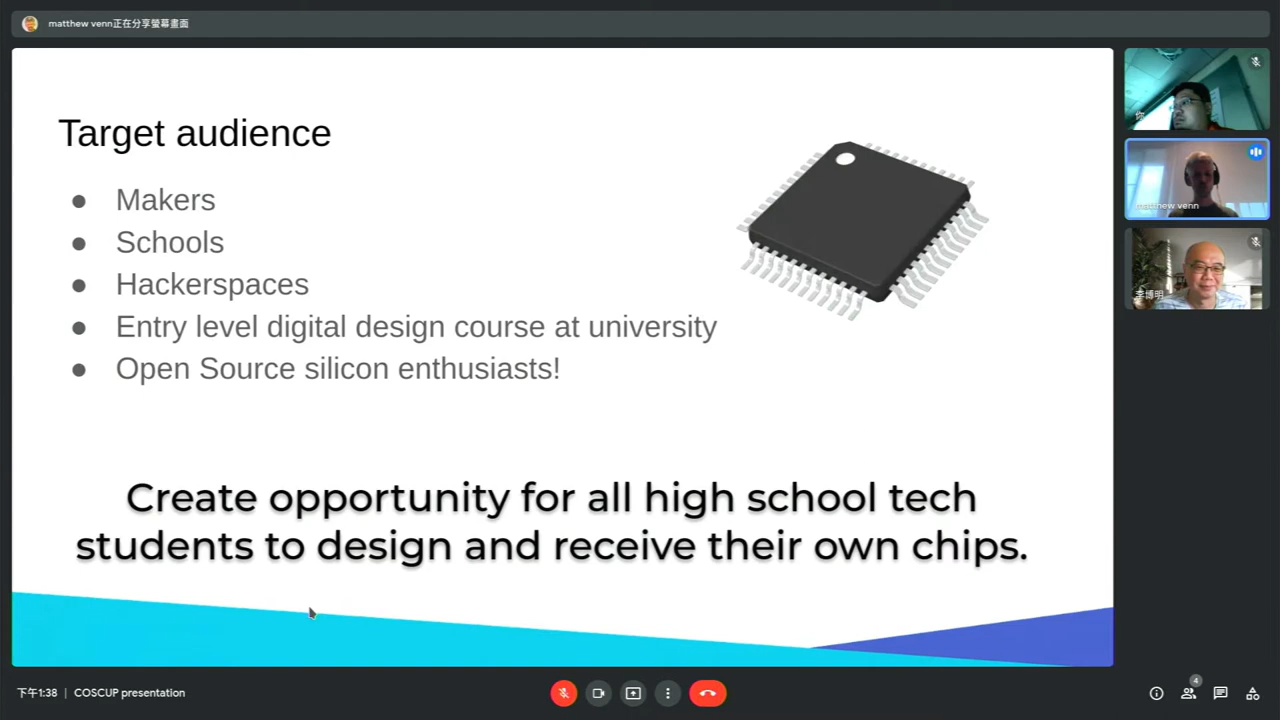 matthew venn正在分享螢幕畫面
Target audience
● Makers
● Schools
● Hackerspaces
● Entry level digital design course at university
● Open Source silicon enthusiasts!
Create opportunity for all high school tech
students to design and receive their own chips.
你
matthew venn
李博明
下午1:38 | COSCUP presentation
4